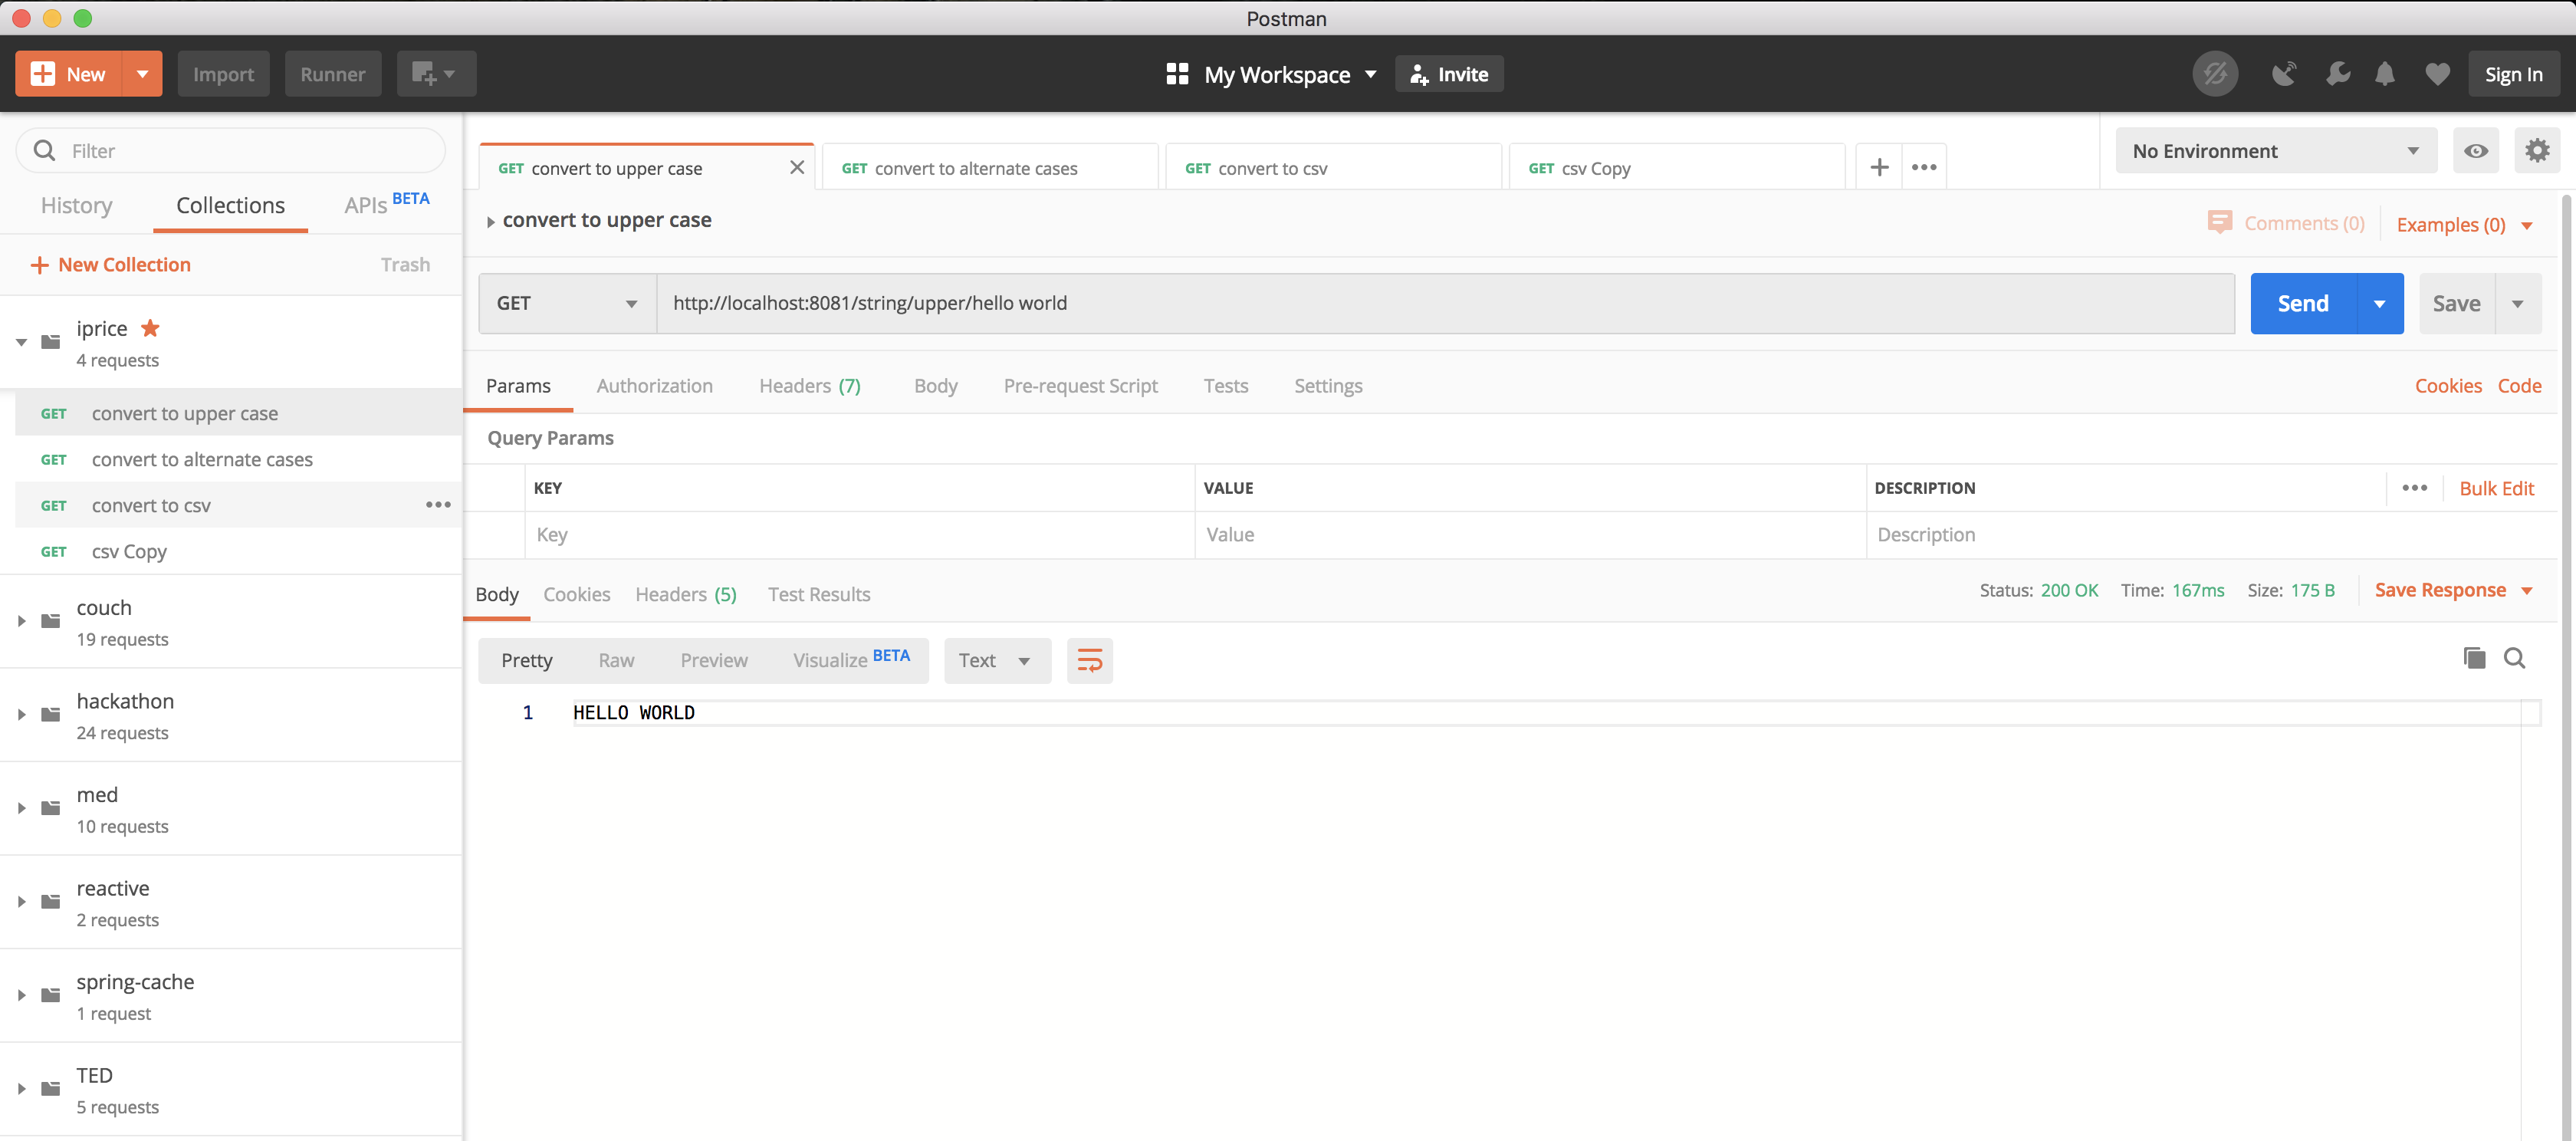 Postman
New
Import
Runner
My Workspace
Invite
Sign In
Filter
History
Collections
APIs BETA
+ New Collection
Trash
iprice
4 requests
GET convert to upper case
GET convert to alternate cases
GET convert to csv
GET csv Copy
couch
19 requests
hackathon
24 requests
med
10 requests
reactive
2 requests
spring-cache
1 request
TED
5 requests
GET convert to upper case
GET convert to alternate cases
GET convert to csv
GET csv Copy
No Environment
convert to upper case
Comments (0)
Examples (0)
GET
http://localhost:8081/string/upper/hello world
Send
Save
Params
Authorization
Headers (7)
Body
Pre-request Script
Tests
Settings
Cookies
Code
Query Params
KEY
VALUE
DESCRIPTION
Bulk Edit
Key
Value
Description
Body
Cookies
Headers (5)
Test Results
Status: 200 OK
Time: 167ms
Size: 175 B
Save Response
Pretty
Raw
Preview
Visualize BETA
Text
1 HELLO WORLD